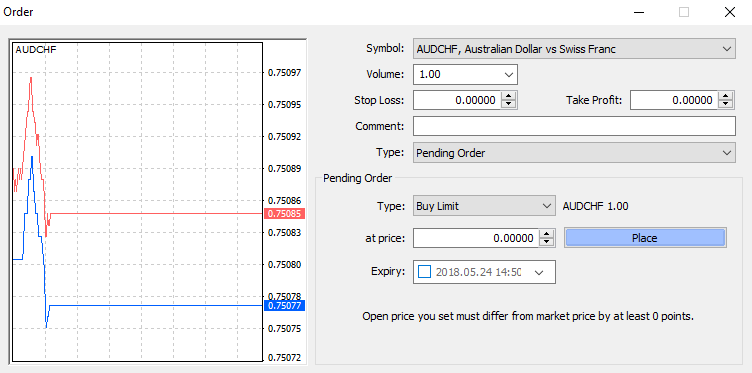 Order
AUDCHF
0.75097
0.75095
0.75092
0.75089
0.75086
0.75085
0.75083
0.75080
0.75078
0.75077
0.75075
0.75072
Symbol: AUDCHF, Australian Dollar vs Swiss Franc
Volume: 1.00
Stop Loss: 0.00000 Take Profit: 0.00000
Comment:
Type: Pending Order
Pending Order
Type: Buy Limit AUDCHF 1.00
at price: 0.00000 Place
Expiry: 2018.05.24 14:50
Open price you set must differ from market price by at least 0 points.